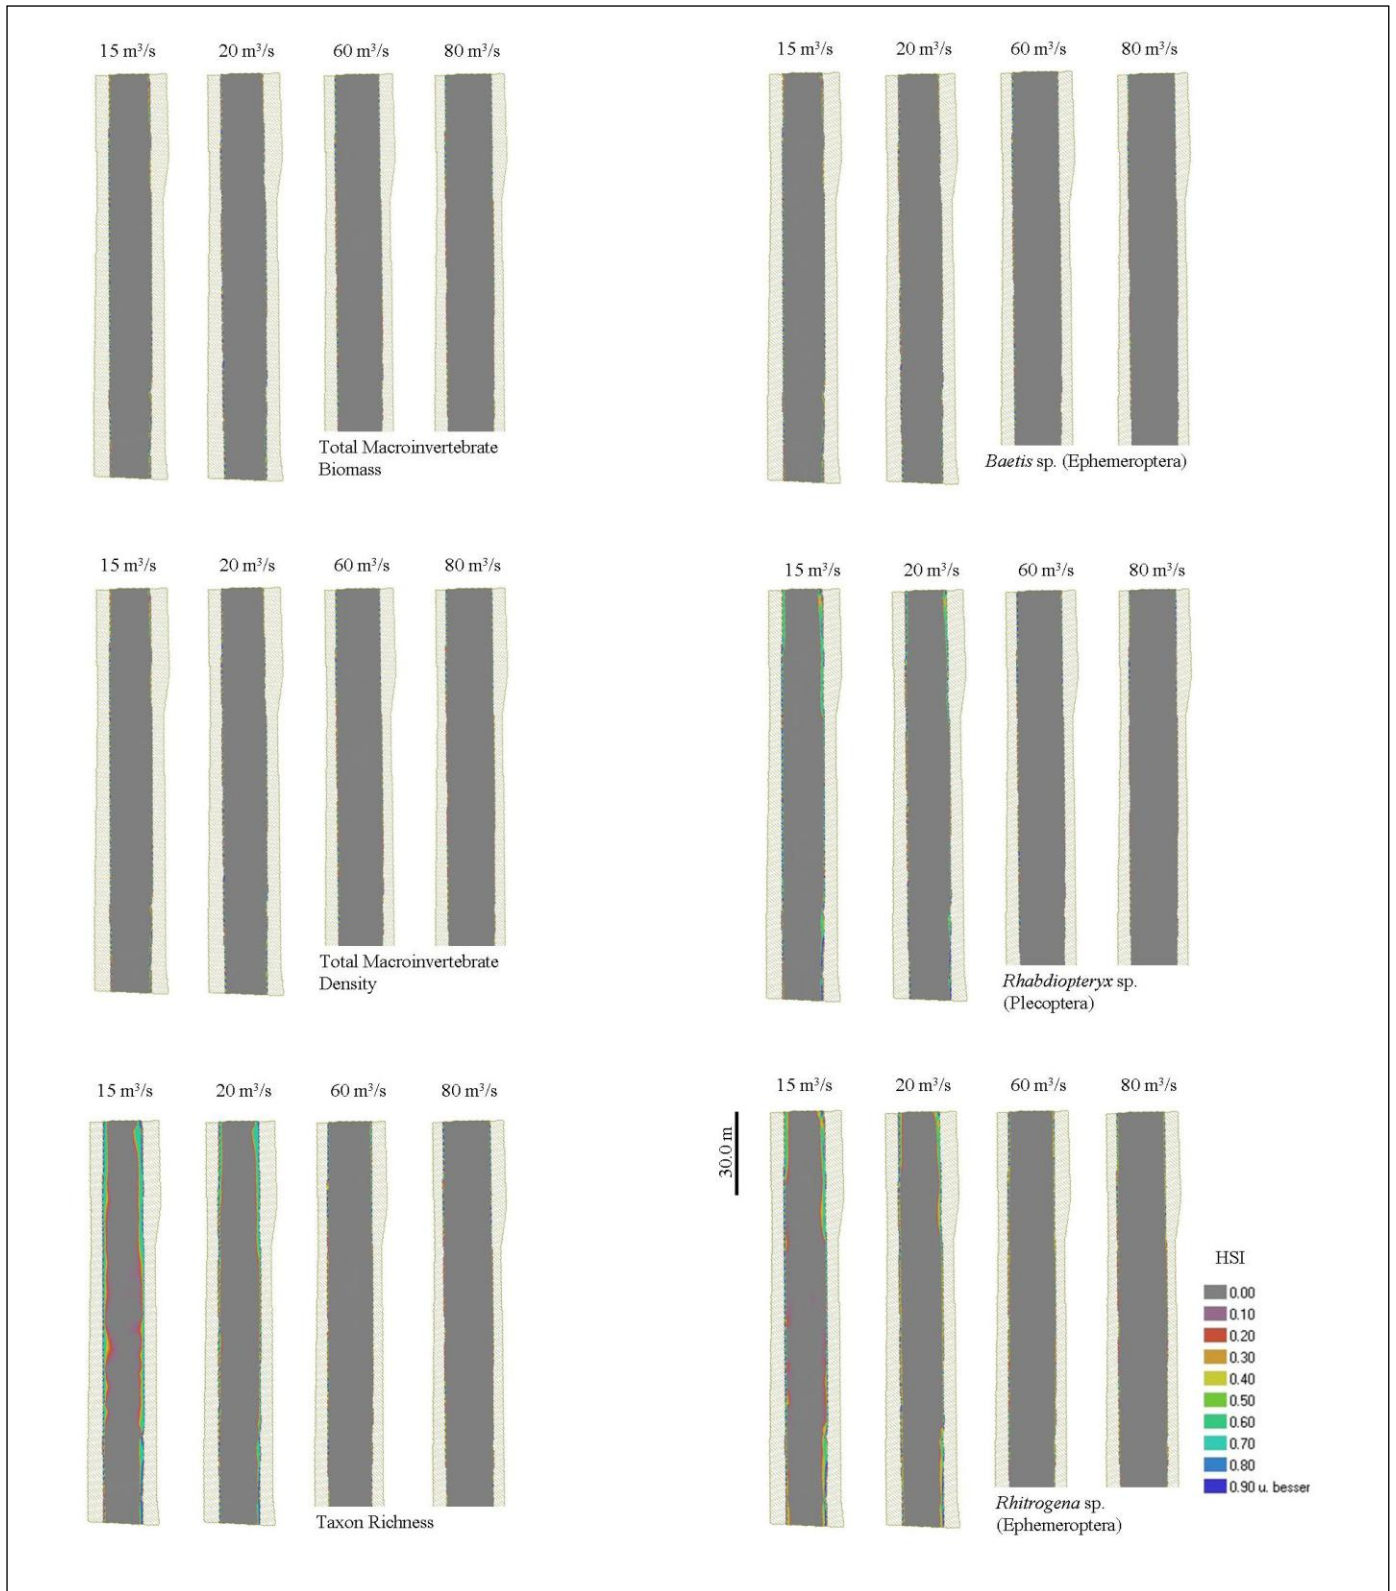 15 m³/s 20 m³/s 60 m³/s 80 m³/s
Total Macroinvertebrate
Biomass
15 m³/s 20 m³/s 60 m³/s 80 m³/s
Baetis sp. (Ephemeroptera)
15 m³/s 20 m³/s 60 m³/s 80 m³/s
Total Macroinvertebrate
Density
15 m³/s 20 m³/s 60 m³/s 80 m³/s
Rhabdiopteryx sp.
(Plecoptera)
15 m³/s 20 m³/s 60 m³/s 80 m³/s
Taxon Richness
15 m³/s 20 m³/s 60 m³/s 80 m³/s
30.0 m
Rhitrogena sp.
(Ephemeroptera)
HSI
0.00
0.10
0.20
0.30
0.40
0.50
0.60
0.70
0.80
0.90 u. besser